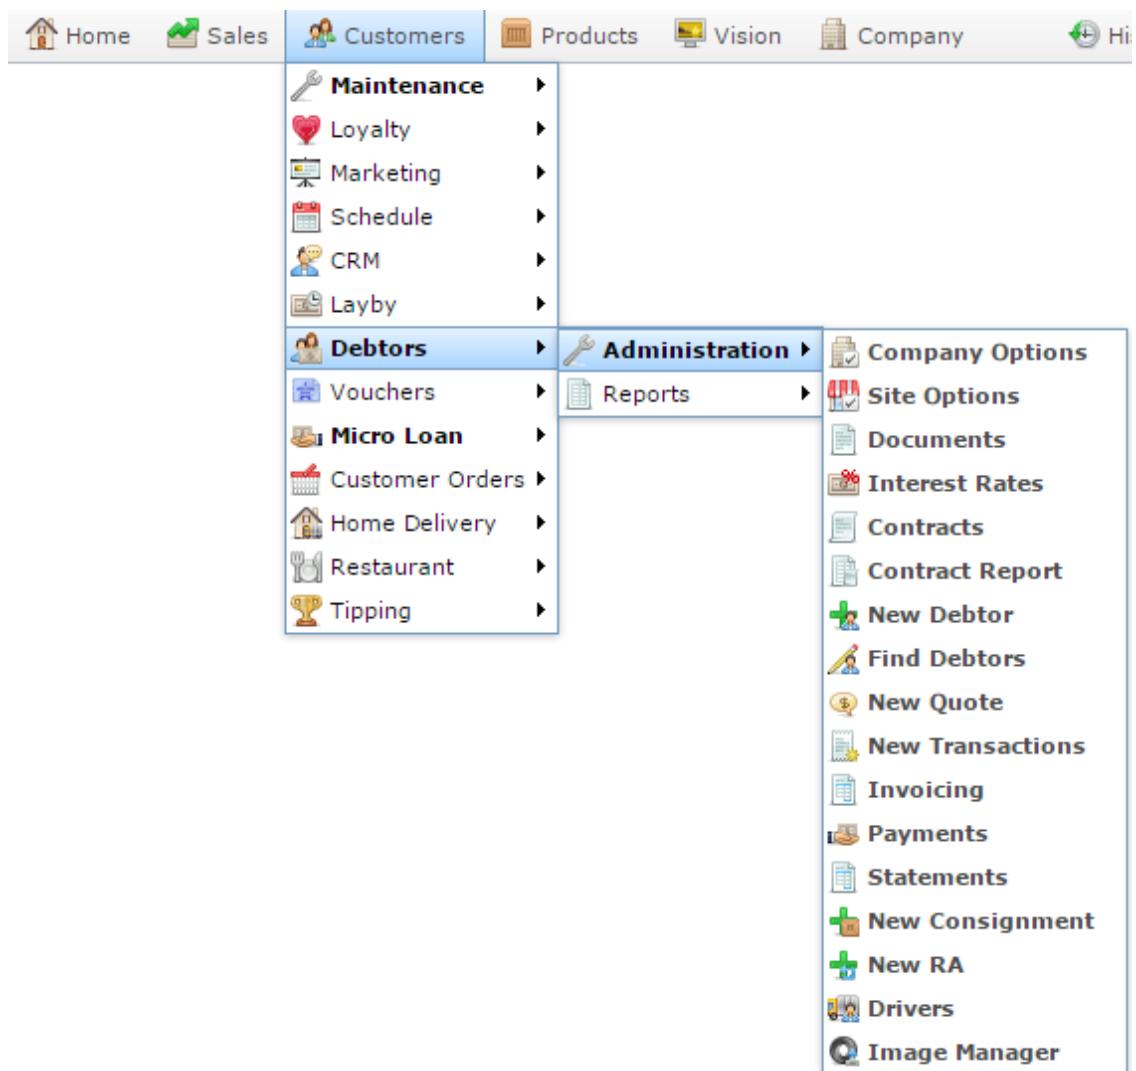 Home Sales Customers Products Vision Company
Maintenance
Loyalty
Marketing
Schedule
CRM
Layby
Debtors
Vouchers
Micro Loan
Customer Orders
Home Delivery
Restaurant
Tipping
Administration
Reports
Company Options
Site Options
Documents
Interest Rates
Contracts
Contract Report
New Debtor
Find Debtors
New Quote
New Transactions
Invoicing
Payments
Statements
New Consignment
New RA
Drivers
Image Manager